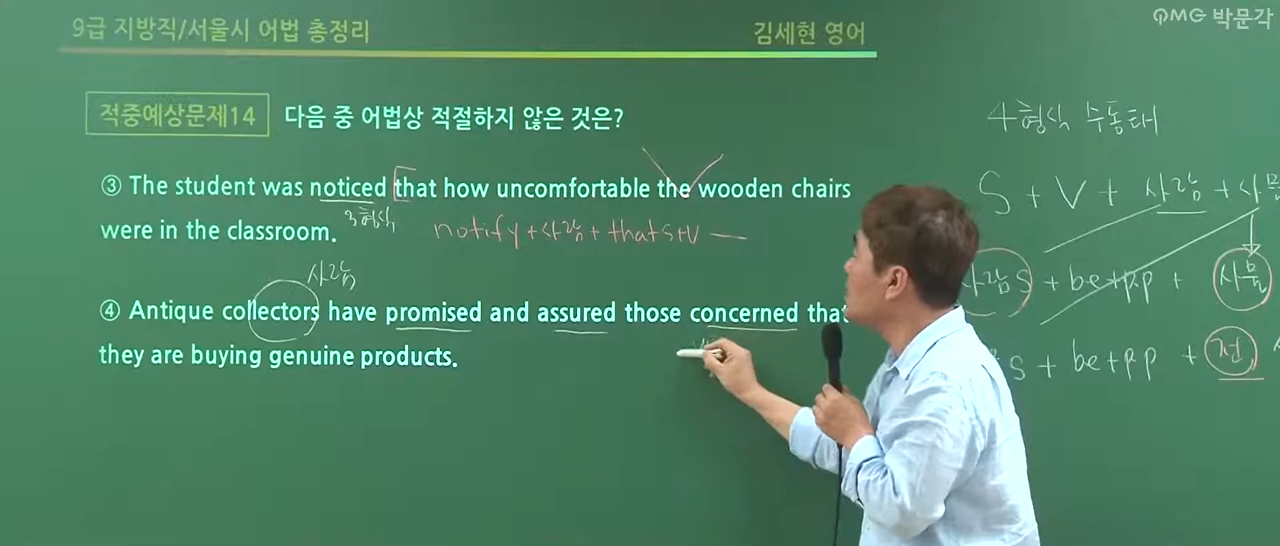 9급 지방직/서울시 어법 총정리
김세현 영어
QMG 박문각
적중예상문제14 다음 중 어법상 적절하지 않은 것은?
③ The student was noticed that how uncomfortable the wooden chairs
were in the classroom.
3형식
notify+사람+that S+V
사람
④ Antique collectors have promised and assured those concerned that
they are buying genuine products.
4형식 수동태
S + V + 사람 + 사물
사람S + be+p.p + 사물
S + be+p.p + 전